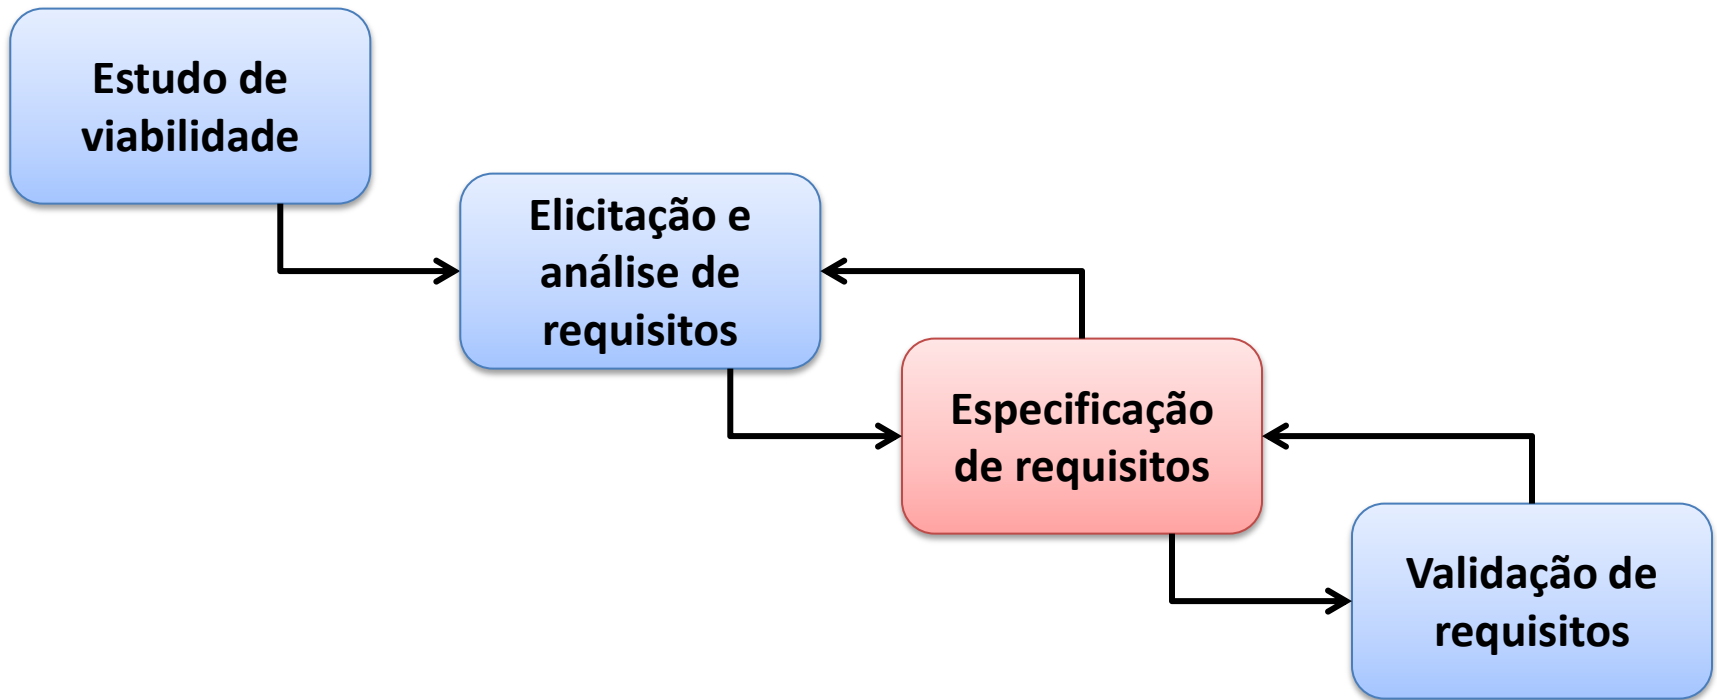 Estudo de
viabilidade
Elicitação e
análise de
requisitos
Especificação
de requisitos
Validação de
requisitos